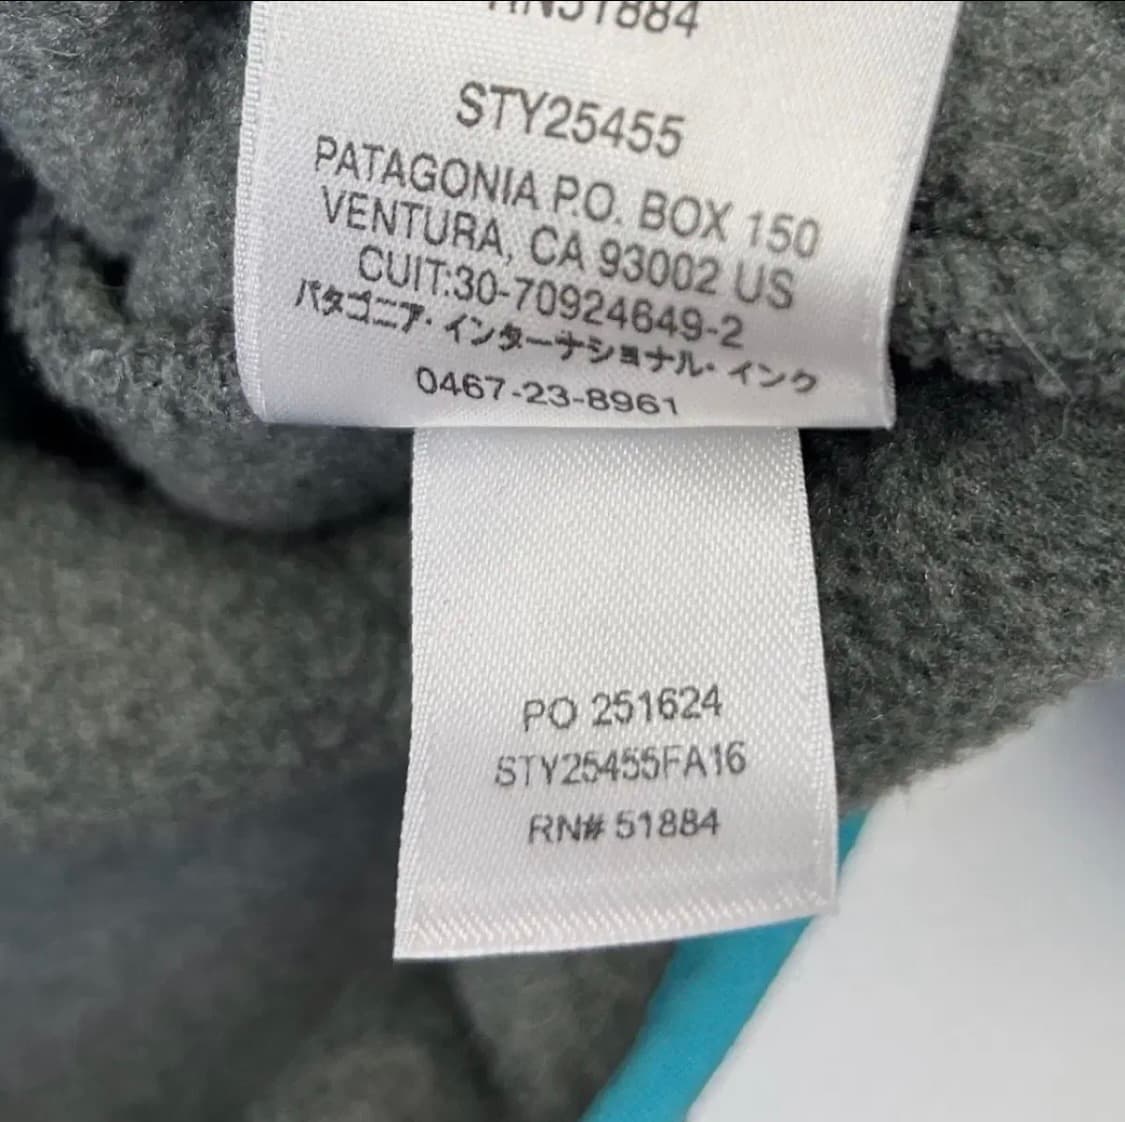 RN51884
STY25455
PATAGONIA P.O. BOX 150
VENTURA, CA 93002 US
CUIT:30-70924649-2
パタゴニア・インターナショナル・インク
0467-23-8961
PO 251624
STY25455FA16
RN# 51884